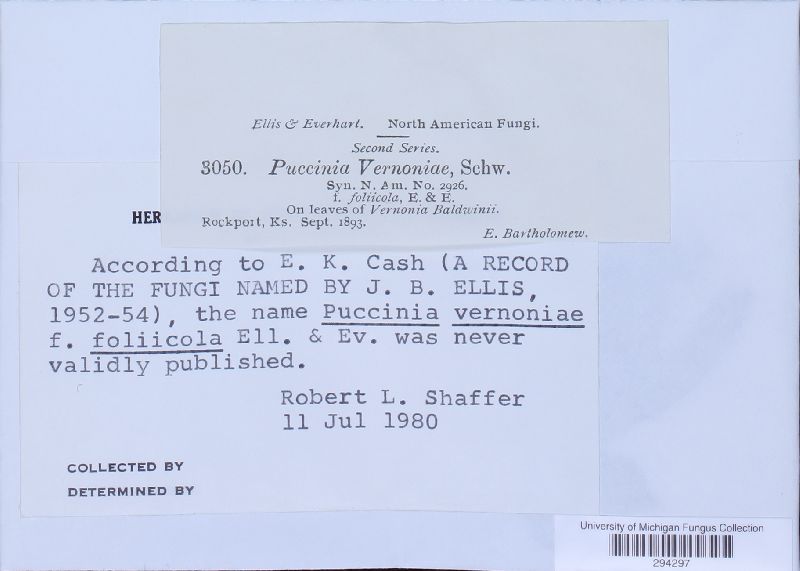 Ellis & Everhart. North American Fungi.
Second Series.
3050. Puccinia Vernoniae, Schw.
Syn. N. Am. No. 2926.
f. foliicola, E. & E.
On leaves of Vernonia Baldwinii.
Rockport, Ks. Sept. 1893.
E. Bartholomew.
HER
According to E. K. Cash (A RECORD
OF THE FUNGI NAMED BY J. B. ELLIS,
1952-54), the name Puccinia vernoniae
f. foliicola Ell. & Ev. was never
validly published.
Robert L. Shaffer
11 Jul 1980
COLLECTED BY
DETERMINED BY
University of Michigan Fungus Collection
294297